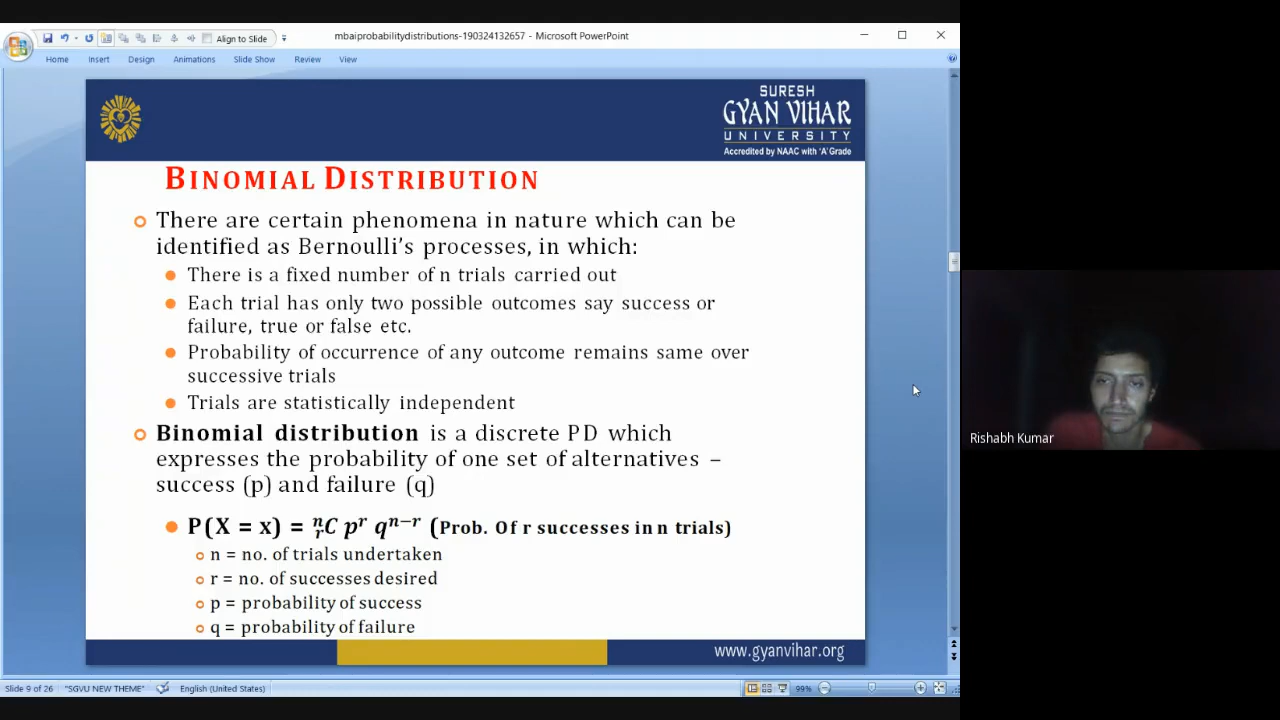 Align to Slide
mbaiprobabilitydistributions-190324132657 - Microsoft PowerPoint
Home Insert Design Animations Slide Show Review View
SURESH
GYAN VIHAR
UNIVERSITY
Accredited by NAAC with 'A' Grade
BINOMIAL DISTRIBUTION
There are certain phenomena in nature which can be
identified as Bernoulli's processes, in which:
There is a fixed number of n trials carried out
Each trial has only two possible outcomes say success or
failure, true or false etc.
Probability of occurrence of any outcome remains same over
successive trials
Trials are statistically independent
Binomial distribution is a discrete PD which
expresses the probability of one set of alternatives –
success (p) and failure (q)
P(X = x) = ⁿᵣC pʳ qⁿ⁻ʳ (Prob. Of r successes in n trials)
n = no. of trials undertaken
r = no. of successes desired
p = probability of success
q = probability of failure
www.gyanvihar.org
Rishabh Kumar
Slide 9 of 26 "SGVU NEW THEME" English (United States) 99%